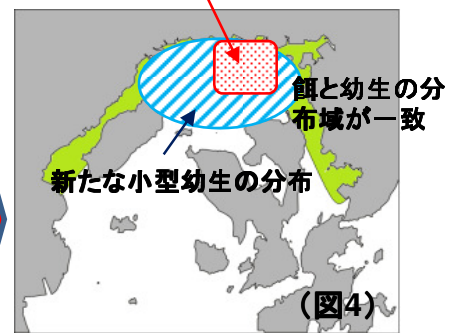 餌と幼生の分
布域が一致
新たな小型幼生の分布
(図4)